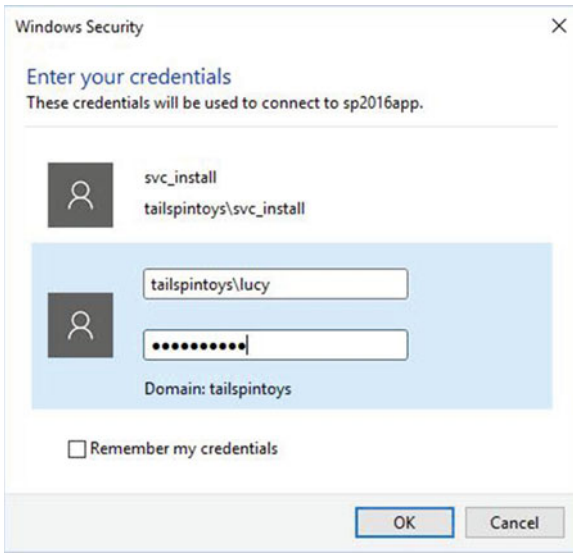 Windows Security
Enter your credentials
These credentials will be used to connect to sp2016app.
svc_install
tailspintoys\svc_install
tailspintoys\lucy
●●●●●●●●●●
Domain: tailspintoys
Remember my credentials
OK
Cancel